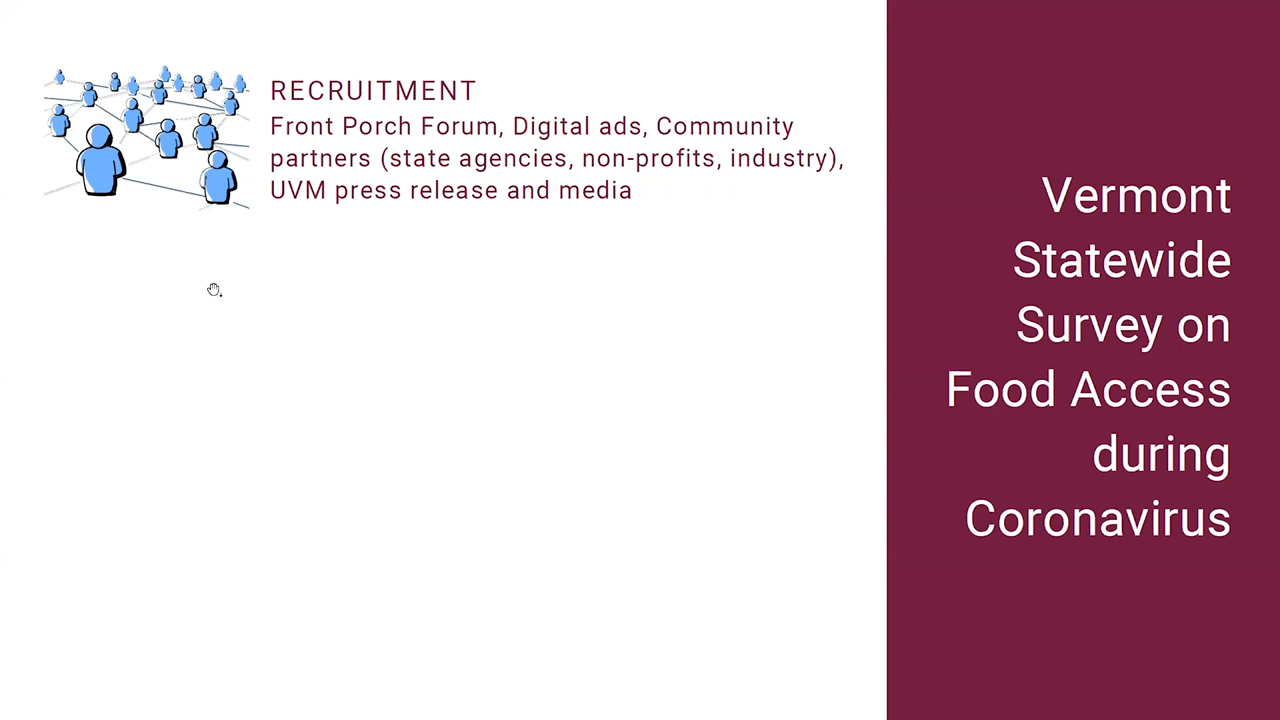 RECRUITMENT
Front Porch Forum, Digital ads, Community
partners (state agencies, non-profits, industry),
UVM press release and media
Vermont
Statewide
Survey on
Food Access
during
Coronavirus